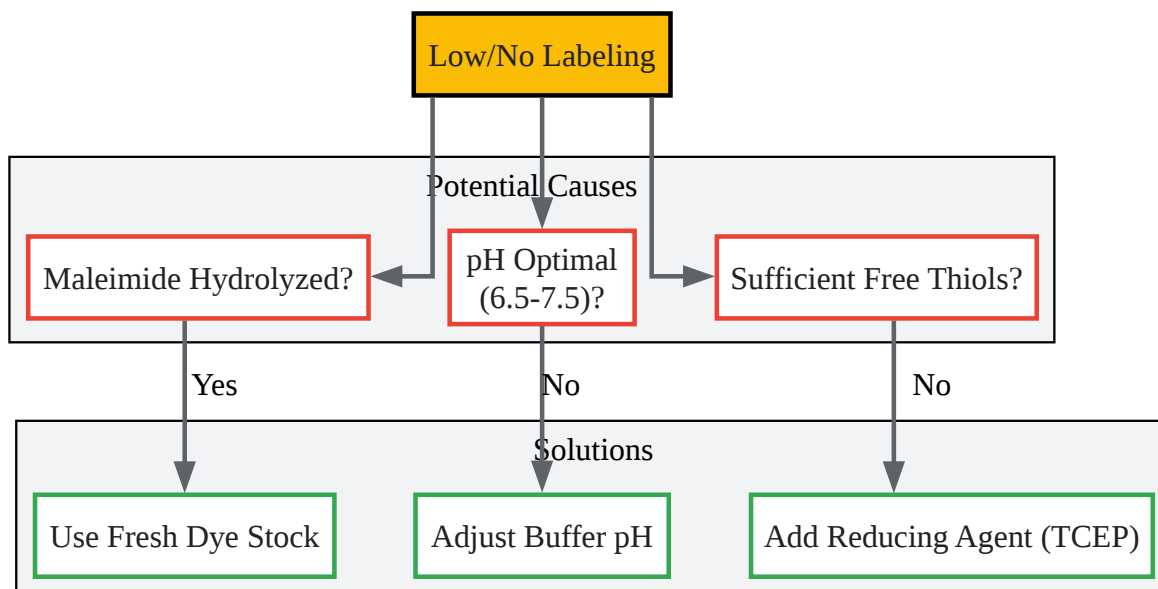 Low/No Labeling
Potential Causes
Maleimide Hydrolyzed?
pH Optimal
(6.5-7.5)?
Sufficient Free Thiols?
Yes
No
No
Solutions
Use Fresh Dye Stock
Adjust Buffer pH
Add Reducing Agent (TCEP)